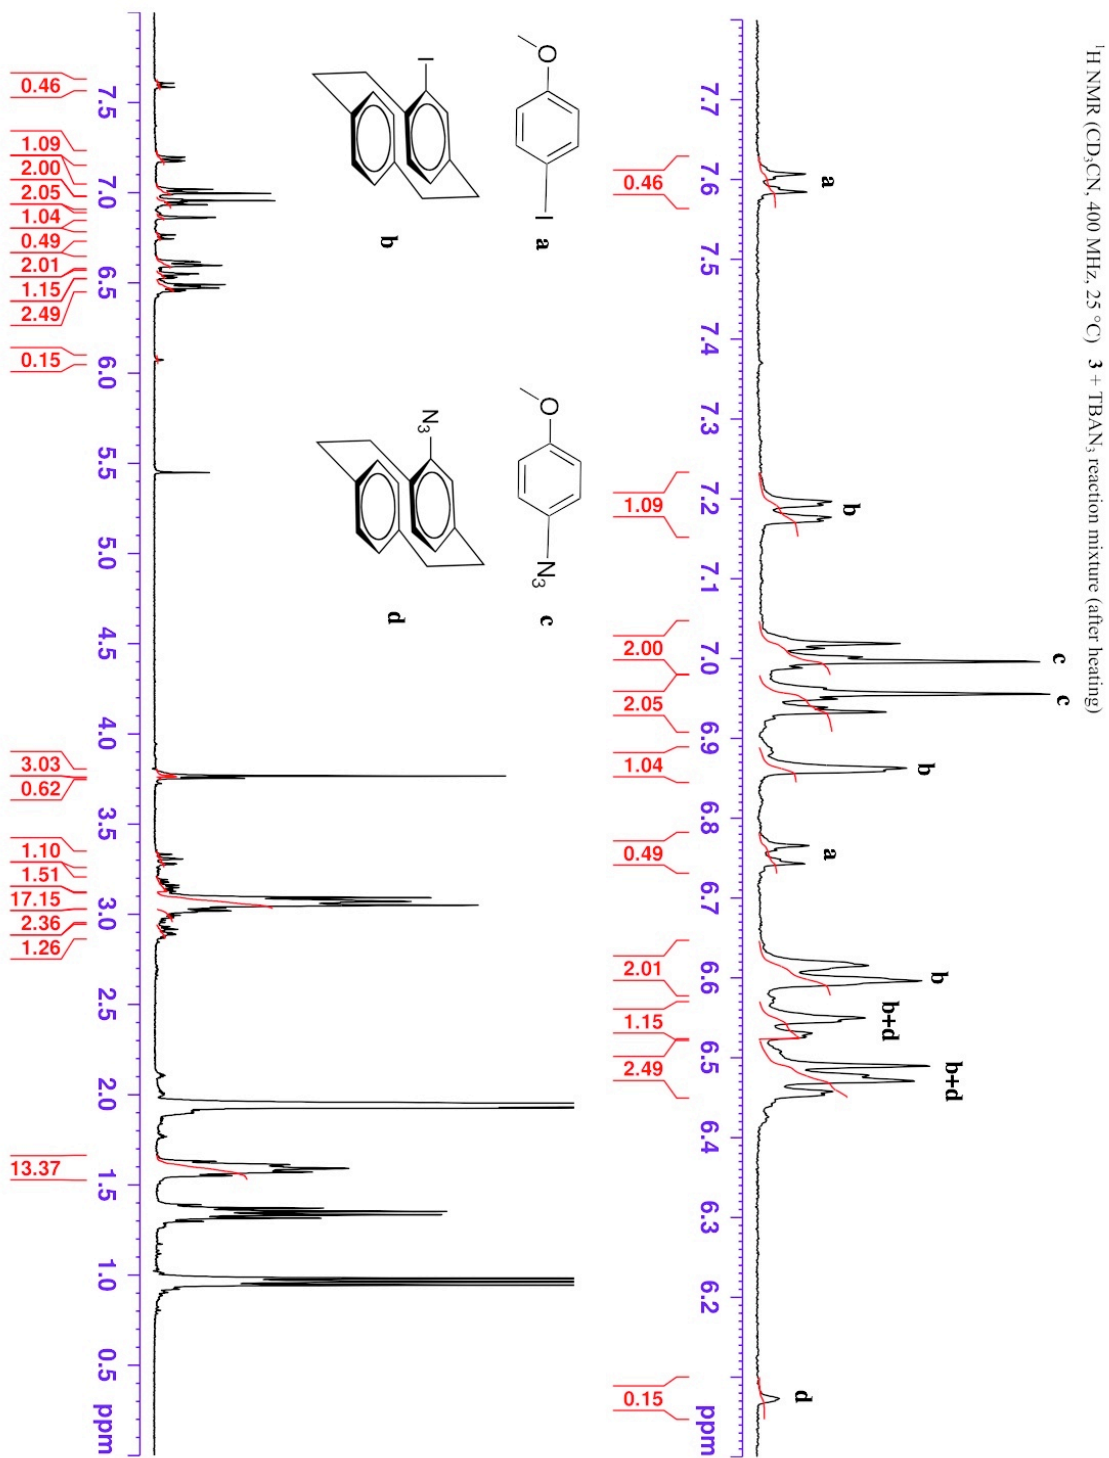 ¹H NMR (CD₃CN, 400 MHz, 25 °C) 3 + TBAN₃ reaction mixture (after heating)
a
b
c
c
b
a
b
b+d
b+d
d
7.7
7.6
7.5
7.4
7.3
7.2
7.1
7.0
6.9
6.8
6.7
6.6
6.5
6.4
6.3
6.2
ppm
0.46
1.09
2.00
2.05
1.04
0.49
2.01
1.15
2.49
0.15
O
I
a
O
N₃
c
I
b
N₃
d
7.5
7.0
6.5
6.0
5.5
5.0
4.5
4.0
3.5
3.0
2.5
2.0
1.5
1.0
0.5
ppm
0.46
1.09
2.00
2.05
1.04
0.49
2.01
1.15
2.49
0.15
3.03
0.62
1.10
1.51
17.15
2.36
1.26
13.37